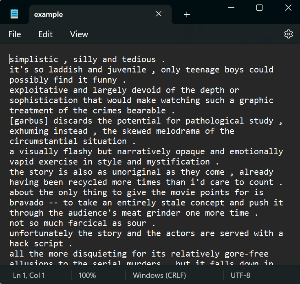 example
File Edit View
simplistic , silly and tedious .
it's so laddish and juvenile , only teenage boys could
possibly find it funny .
exploitative and largely devoid of the depth or
sophistication that would make watching such a graphic
treatment of the crimes bearable .
[garbus] discards the potential for pathological study ,
exhuming instead , the skewed melodrama of the
circumstantial situation .
a visually flashy but narratively opaque and emotionally
vapid exercise in style and mystification .
the story is also as unoriginal as they come , already
having been recycled more times than i'd care to count .
about the only thing to give the movie points for is
bravado -- to take an entirely stale concept and push it
through the audience's meat grinder one more time .
not so much farcical as sour .
unfortunately the story and the actors are served with a
hack script .
all the more disquieting for its relatively gore-free
allusions to the serial murders , but it falls down in
Ln 1, Col 1 100% Windows (CRLF) UTF-8